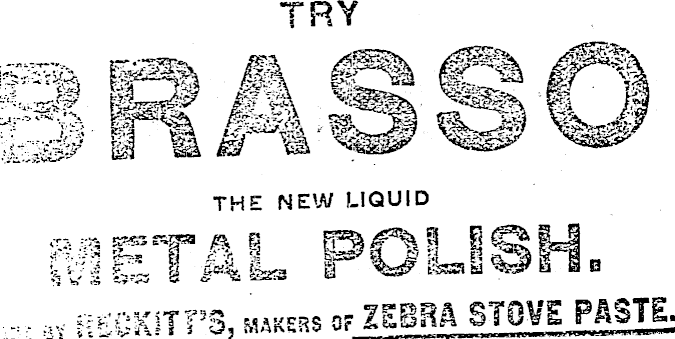 TRY
BRASSO
THE NEW LIQUID
METAL POLISH.
BY RECKITT'S, MAKERS OF ZEBRA STOVE PASTE.